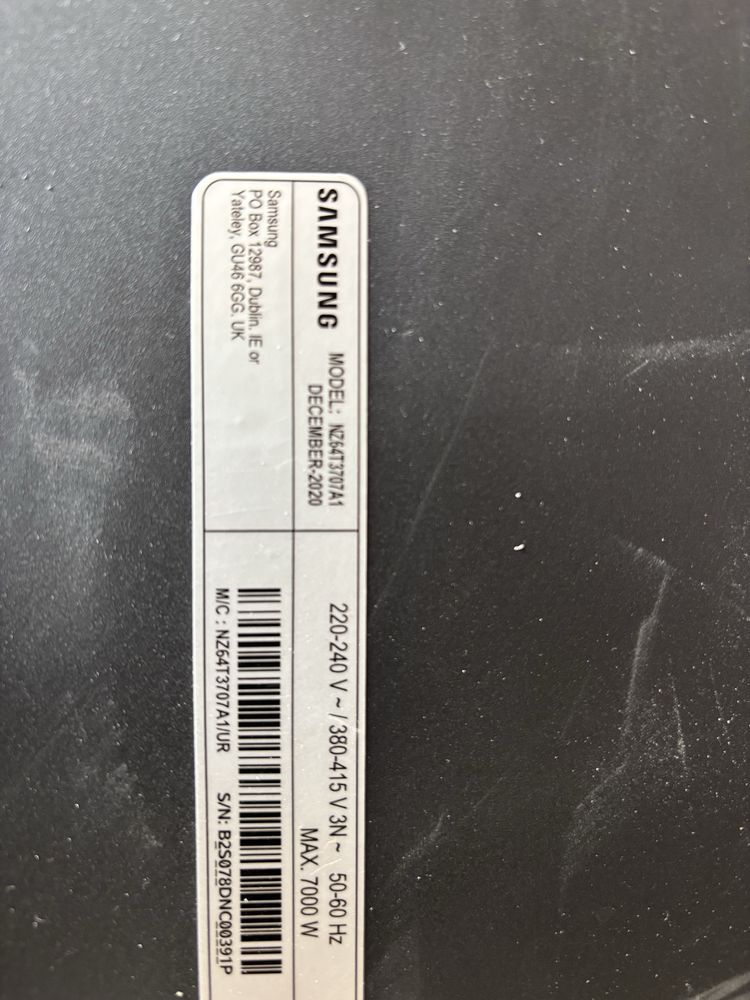 SAMSUNG
MODEL: NZ64T3707A1
DECEMBER-2020
Samsung
PO Box 12987, Dublin. IE or
Yateley, GU46 6GG. UK
220-240 V ~ / 380-415 V 3N ~ 50-60 Hz
MAX. 7000 W
M/C : NZ64T3707A1/UR S/N: B2S078DNC00391P